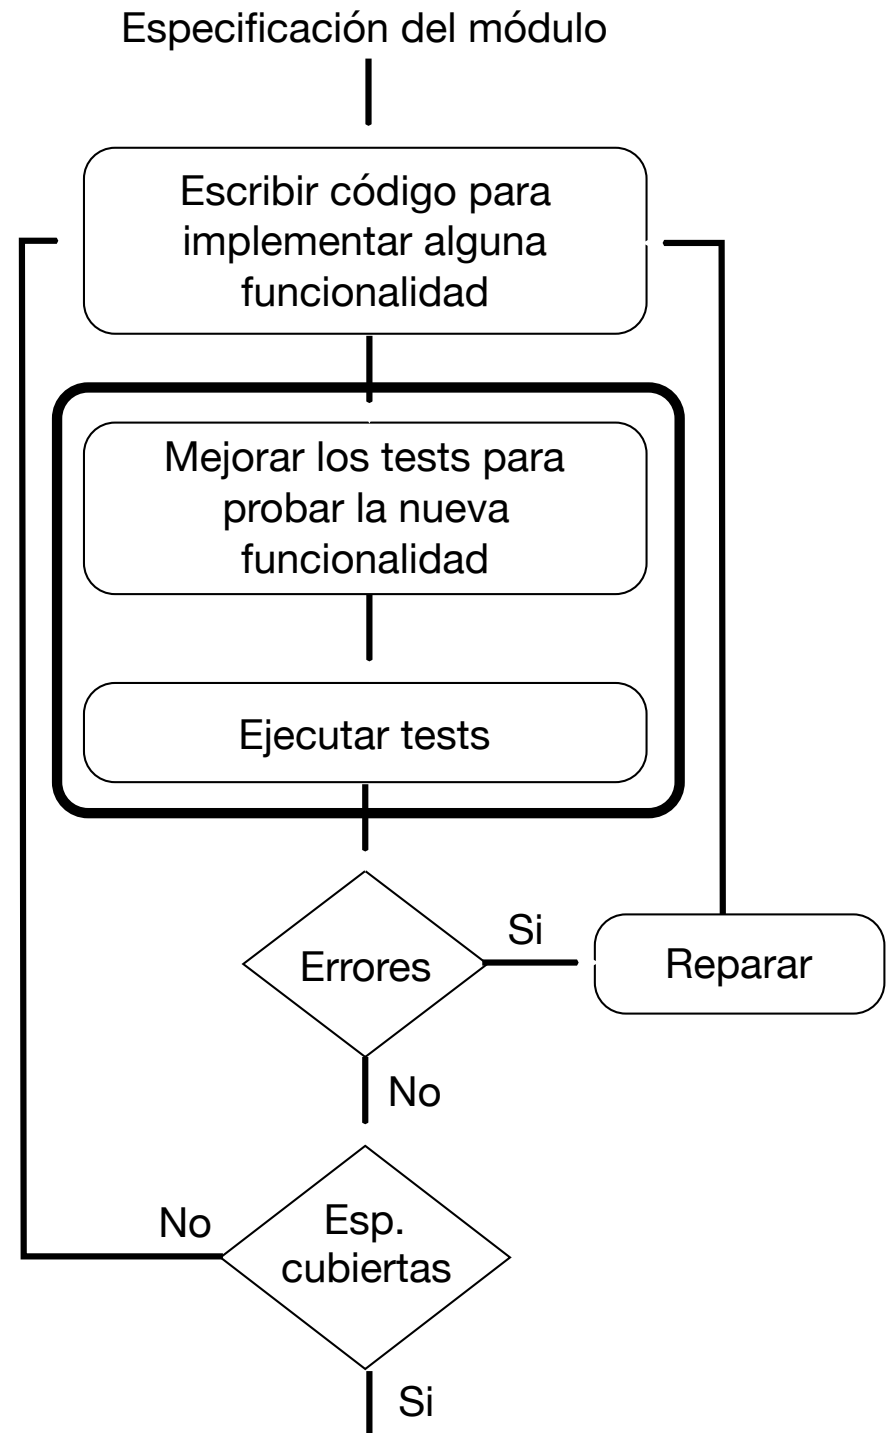 Especificación del módulo
Escribir código para
implementar alguna
funcionalidad
Mejorar los tests para
probar la nueva
funcionalidad
Ejecutar tests
Errores
Si
Reparar
No
No
Esp.
cubiertas
Si